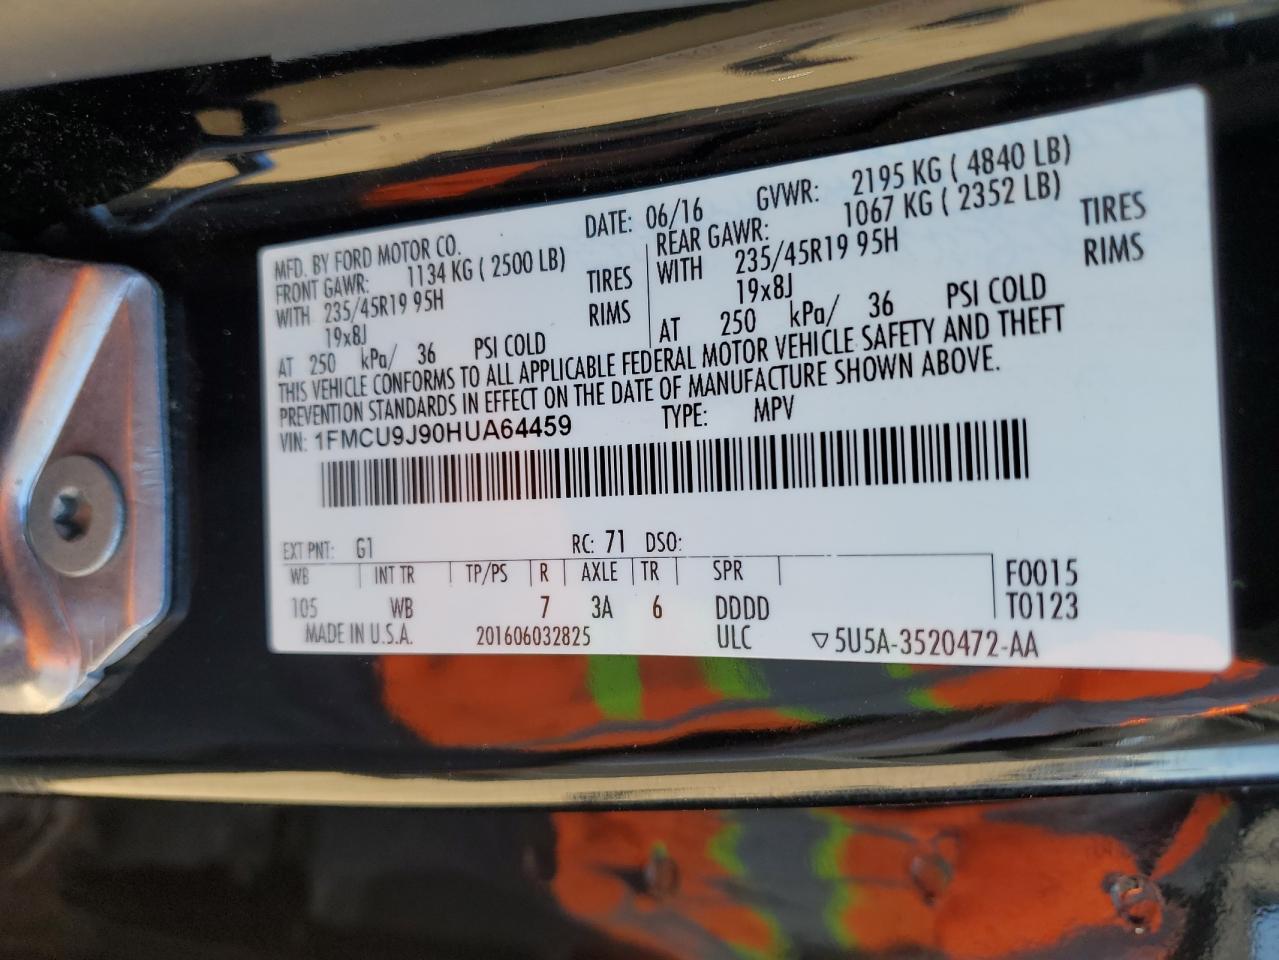 MFD. BY FORD MOTOR CO. DATE: 06/16 GVWR: 2195 KG ( 4840 LB)
FRONT GAWR: 1134 KG ( 2500 LB) REAR GAWR: 1067 KG ( 2352 LB)
WITH 235/45R19 95H TIRES WITH 235/45R19 95H TIRES
19x8J RIMS 19x8J RIMS
AT 250 kPa/ 36 PSI COLD AT 250 kPa/ 36 PSI COLD
THIS VEHICLE CONFORMS TO ALL APPLICABLE FEDERAL MOTOR VEHICLE SAFETY AND THEFT
PREVENTION STANDARDS IN EFFECT ON THE DATE OF MANUFACTURE SHOWN ABOVE.
VIN: 1FMCU9J90HUA64459 TYPE: MPV
EXT PNT: G1 RC: 71 DSO:
WB INT TR TP/PS R AXLE TR SPR F0015
105 WB 7 3A 6 DDDD T0123
MADE IN U.S.A. 201606032825 ULC ▽5U5A-3520472-AA